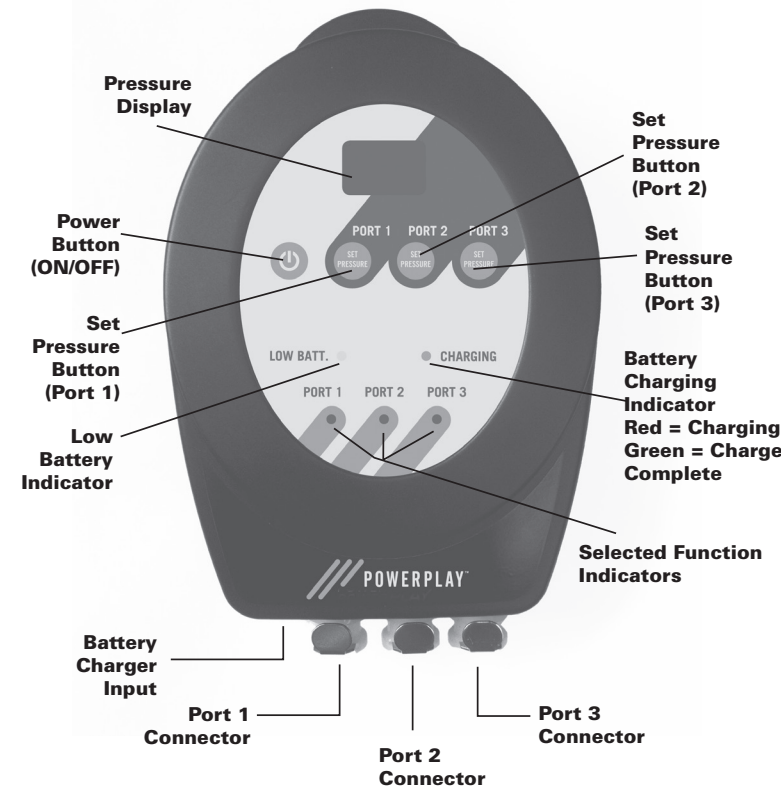 Pressure
Display
Set
Pressure
Button
(Port 2)
Power
Button
(ON/OFF)
PORT 1 PORT 2 PORT 3
SET
PRESSURE
SET
PRESSURE
SET
PRESSURE
Set
Pressure
Button
(Port 3)
Set
Pressure
Button
(Port 1)
LOW BATT.
CHARGING
Battery
Charging
Indicator
Red = Charging
Green = Charge
Complete
PORT 1 PORT 2 PORT 3
Low
Battery
Indicator
Selected Function
Indicators
POWERPLAY™
Battery
Charger
Input
Port 1
Connector
Port 2
Connector
Port 3
Connector